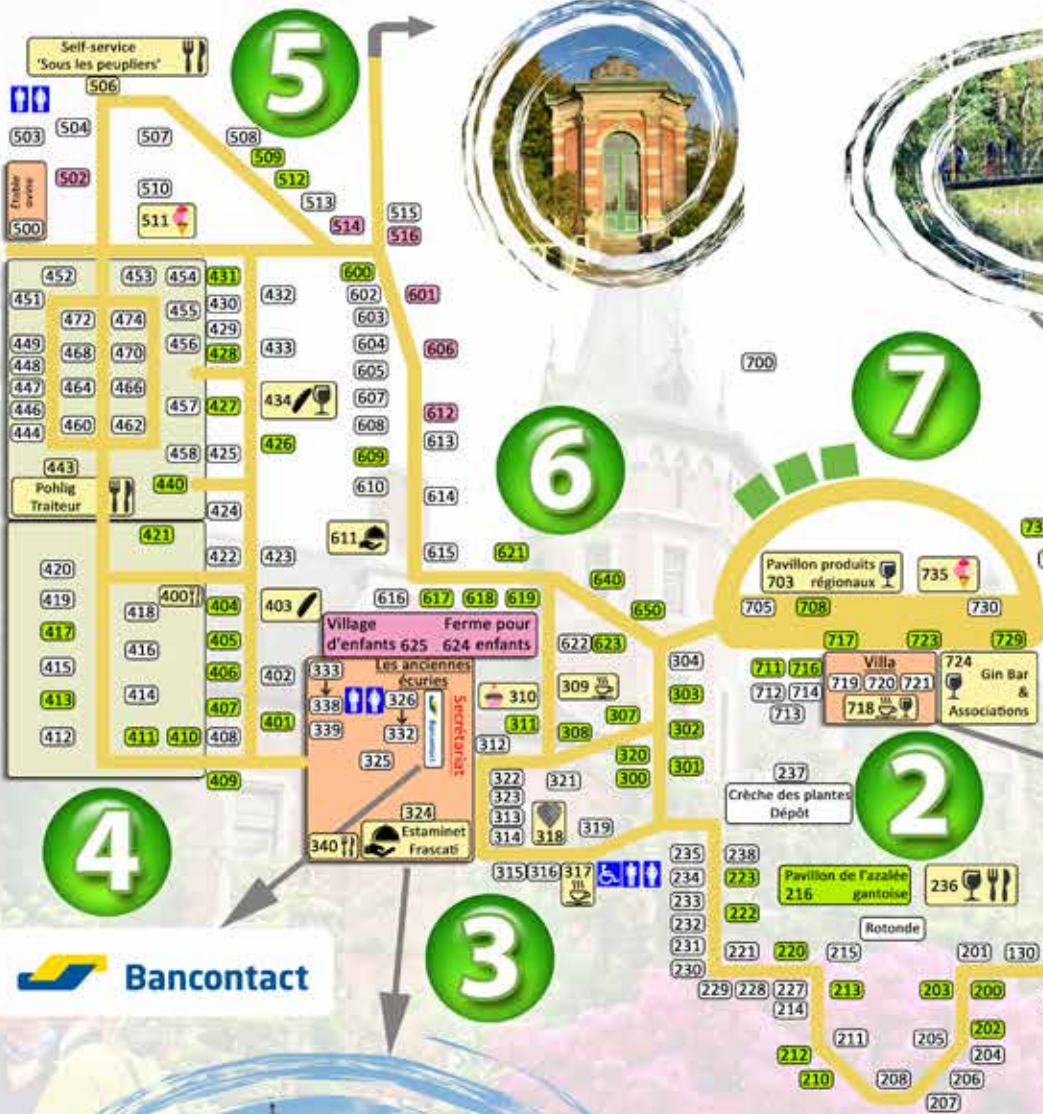 5
Self-service
'Sous les peupliers'
506
503 504 507 508
509
502 510 512
Étable
ovins
500
511 513
514 515
516
452 453 454 431 600
451 430 432 602 601
472 474 455 603
449 429
448 468 470 456 428 433 604 606
447 464 466 605
446 457 427 434 607 612
444 460 462 608 613
458 425 426
443 609
Pohlig
Traiteur
440 610 614
424
6
7
700
421 611
422 423 615 621
420
419 400 404 403 640
418
417 405 616 617 618 619 650
416
415 406 402
413 414 407 401
412 411 410 408
409
Village
d'enfants 625
Ferme pour
624 enfants
Les anciennes
écuries
333
338
339
326
332
325
Bancontact
Secrétariat
324
340
Estaminet
Frascati
622 623
310 309
311 307
312 308
320
300
304
303
302
301
322 321
323
313
314 318 319
315 316 317
Pavillon produits
703 régionaux
735
73
705 708 730
717 723 729
711 716
712 714
713
Villa
719 720 721
718
724
Gin Bar
&
Associations
2
237
Crèche des plantes
Dépôt
235 238
234 223
233
232 222
231 221 220 215
230
Pavillon de l'azalée
216 gantoise
236
Rotonde
201 130
229 228 227 213 203 200
214
211 205 202
212 204
210 208 206
207
4
3
Bancontact